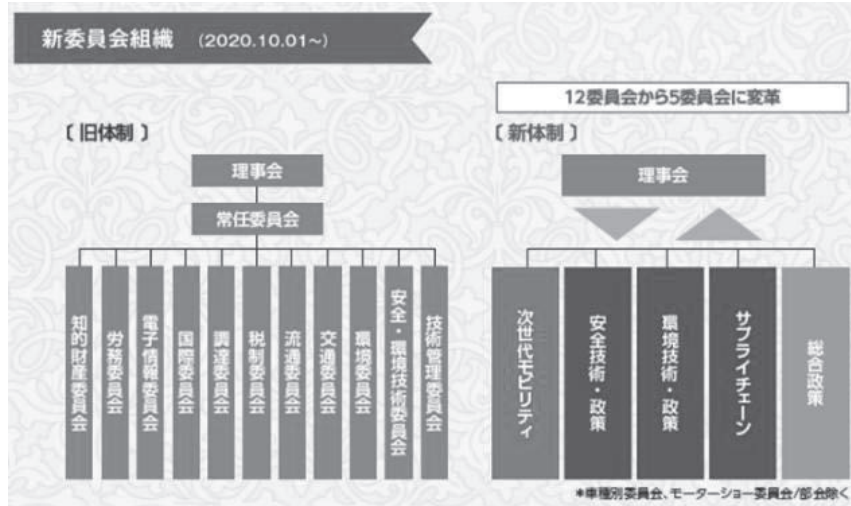 新委員会組織 (2020.10.01~)
12委員会から5委員会に変革
〔 旧体制 〕
理事会
常任委員会
知的財産委員会
労務委員会
電子情報委員会
国際委員会
調達委員会
税制委員会
流通委員会
交通委員会
環境委員会
安全・環境技術委員会
技術管理委員会
〔 新体制 〕
理事会
次世代モビリティ
安全技術・政策
環境技術・政策
サプライチェーン
総合政策
*車種別委員会、モーターショー委員会/部会除く